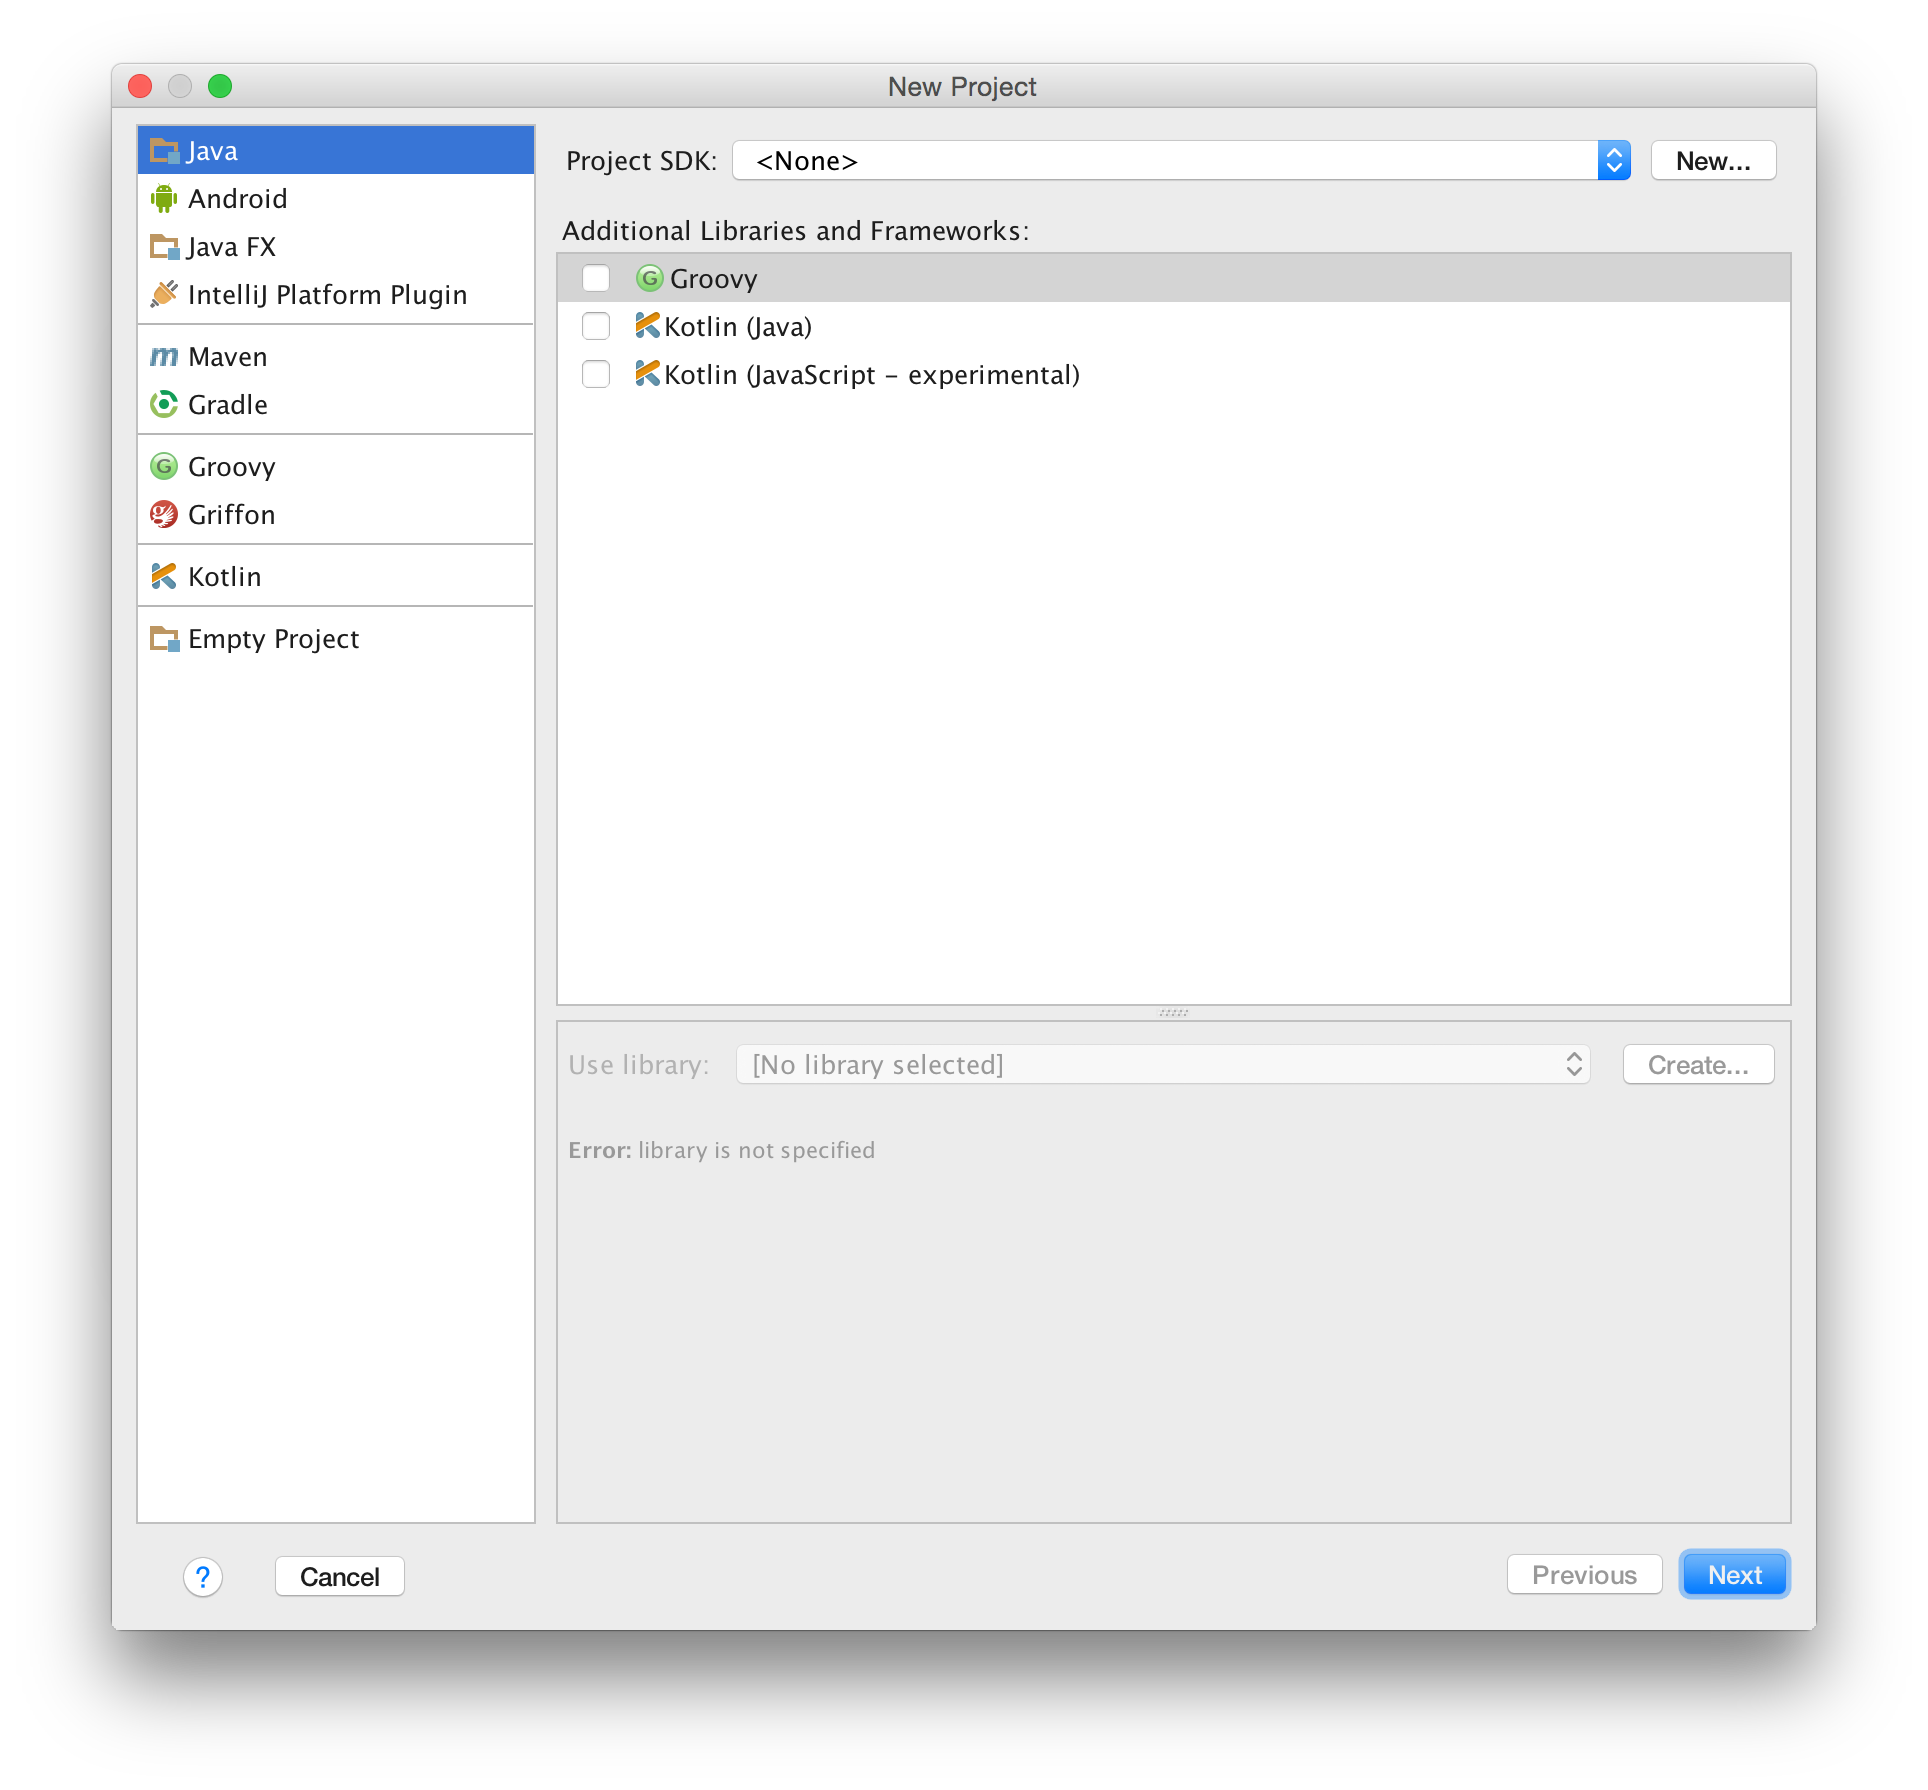 New Project
Java
Android
Java FX
IntelliJ Platform Plugin
Maven
Gradle
Groovy
Griffon
Kotlin
Empty Project
Project SDK: <None> New...
Additional Libraries and Frameworks:
Groovy
Kotlin (Java)
Kotlin (JavaScript – experimental)
Use library: [No library selected] Create...
Error: library is not specified
? Cancel Previous Next